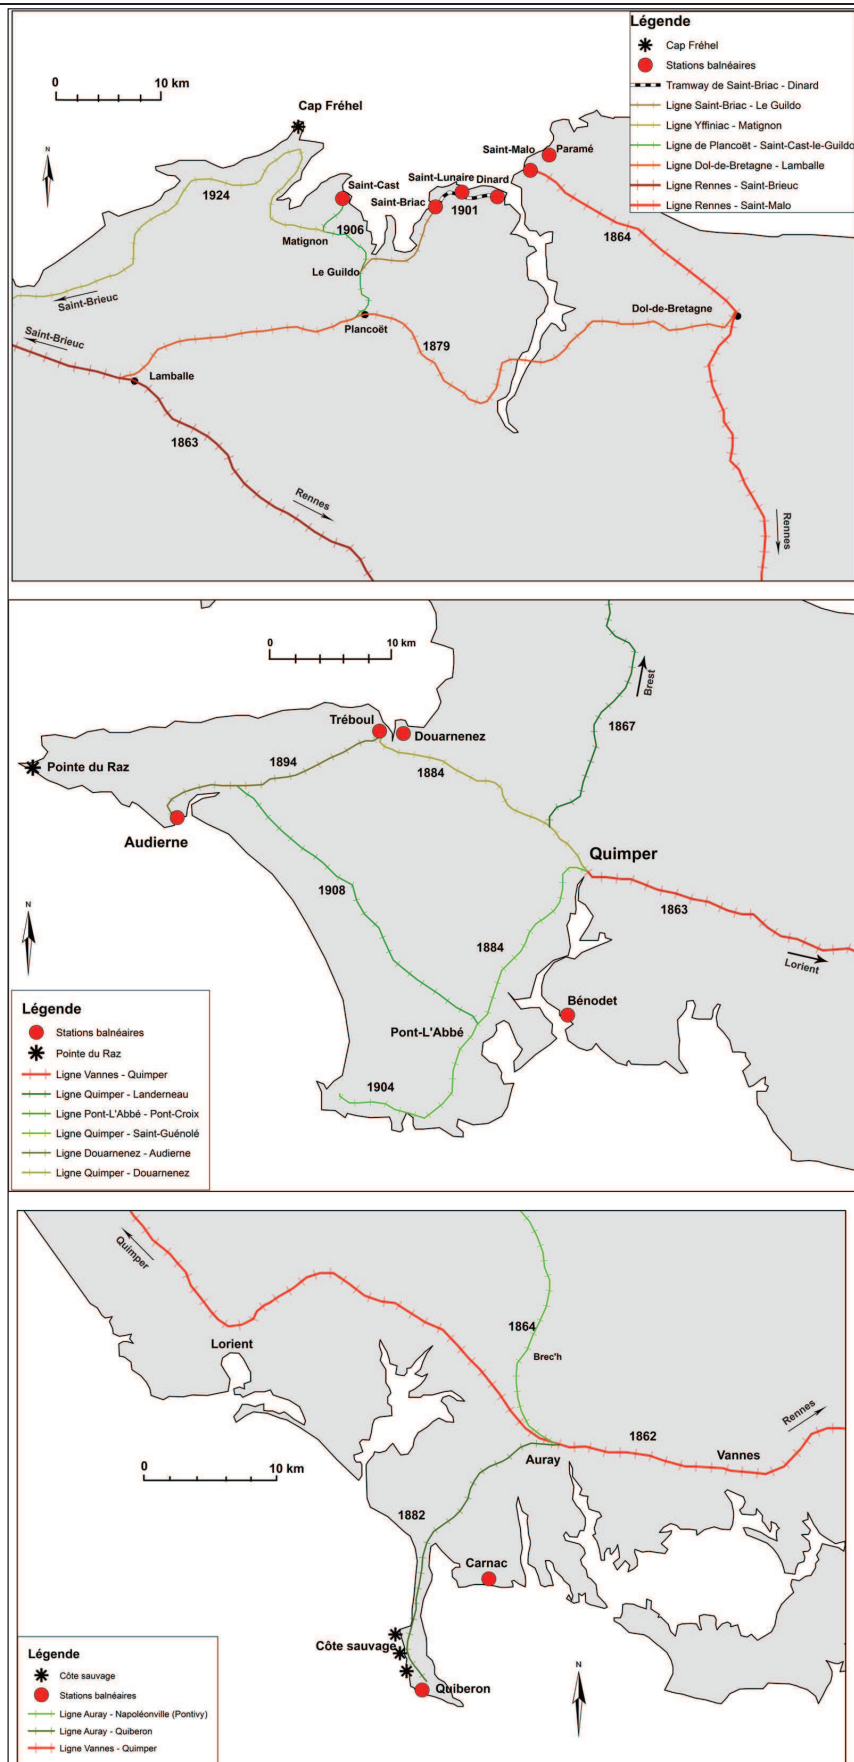 Légende
Cap Fréhel
Stations balnéaires
Tramway de Saint-Briac - Dinard
Ligne Saint-Briac - Le Guildo
Ligne Yffiniac - Matignon
Ligne de Plancoët - Saint-Cast-le-Guildo
Ligne Dol-de-Bretagne - Lamballe
Ligne Rennes - Saint-Brieuc
Ligne Rennes - Saint-Malo
0 10 km
N
Cap Fréhel
Saint-Malo
Paramé
Saint-Lunaire
Dinard
Saint-Cast
Saint-Briac
1924
1906
1901
Matignon
1864
Le Guildo
Saint-Brieuc
Dol-de-Bretagne
Plancoët
Saint-Brieuc
1879
Lamballe
1863
Rennes
Rennes
0 10 km
Brest
Tréboul
Douarnenez
1867
Pointe du Raz
1894
1884
Audierne
Quimper
1908
1863
N
1884
Lorient
Bénodet
Pont-L'Abbé
1904
Légende
Stations balnéaires
Pointe du Raz
Ligne Vannes - Quimper
Ligne Quimper - Landerneau
Ligne Pont-L'Abbé - Pont-Croix
Ligne Quimper - Saint-Guénolé
Ligne Douarnenez - Audierne
Ligne Quimper - Douarnenez
Quimper
1864
Lorient
Brec'h
Rennes
1862
Vannes
Auray
0 10 km
1882
Carnac
Côte sauvage
Quiberon
N
Légende
Côte sauvage
Stations balnéaires
Ligne Auray - Napoléonville (Pontivy)
Ligne Auray - Quiberon
Ligne Vannes - Quimper